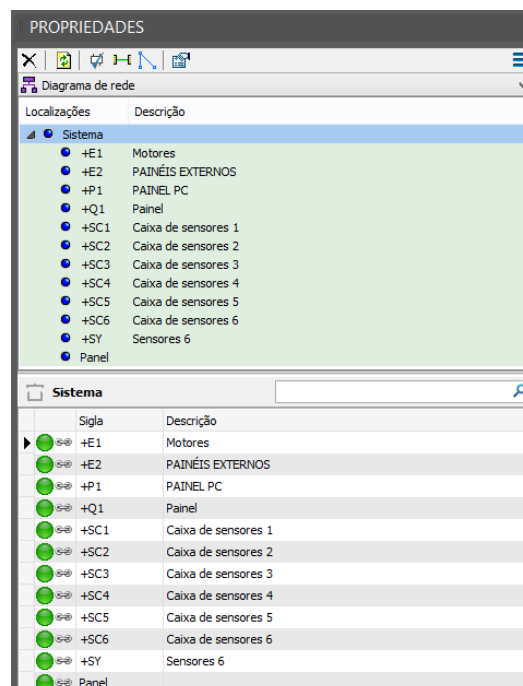 PROPRIEDADES
Diagrama de rede
Localizações Descrição
Sistema
+E1 Motores
+E2 PAINÉIS EXTERNOS
+P1 PAINEL PC
+Q1 Painel
+SC1 Caixa de sensores 1
+SC2 Caixa de sensores 2
+SC3 Caixa de sensores 3
+SC4 Caixa de sensores 4
+SC5 Caixa de sensores 5
+SC6 Caixa de sensores 6
+SY Sensores 6
Panel
Sistema
Sigla Descrição
+E1 Motores
+E2 PAINÉIS EXTERNOS
+P1 PAINEL PC
+Q1 Painel
+SC1 Caixa de sensores 1
+SC2 Caixa de sensores 2
+SC3 Caixa de sensores 3
+SC4 Caixa de sensores 4
+SC5 Caixa de sensores 5
+SC6 Caixa de sensores 6
+SY Sensores 6
Panel